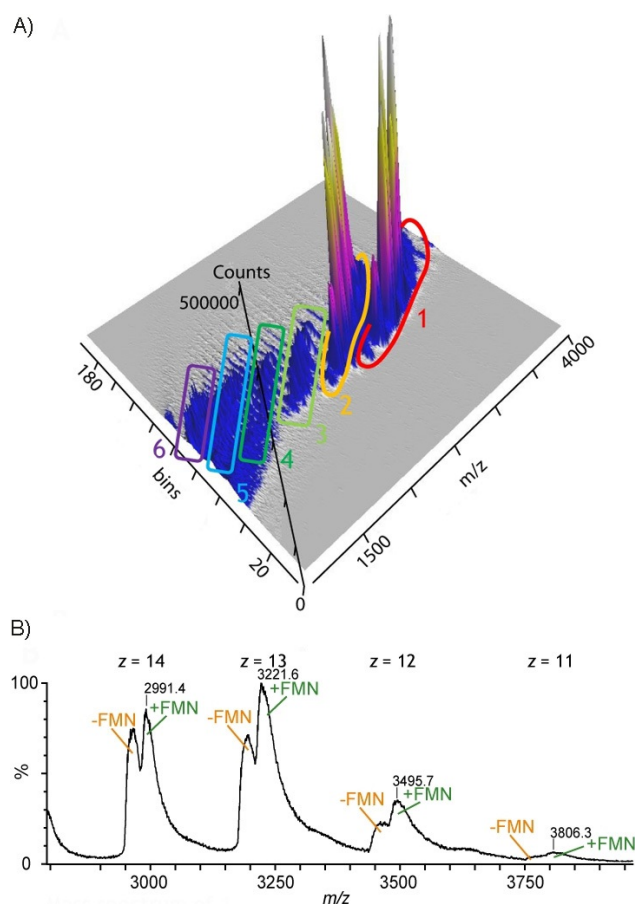 A)
Counts
500000
1
2
3
4
5
6
180
bins
20
0
1500
m/z
4000
B)
z = 14
z = 13
z = 12
z = 11
100
%
0
2991.4
3221.6
3495.7
3806.3
-FMN
+FMN
-FMN
+FMN
-FMN
+FMN
-FMN
+FMN
3000
3250
3500
3750
m/z